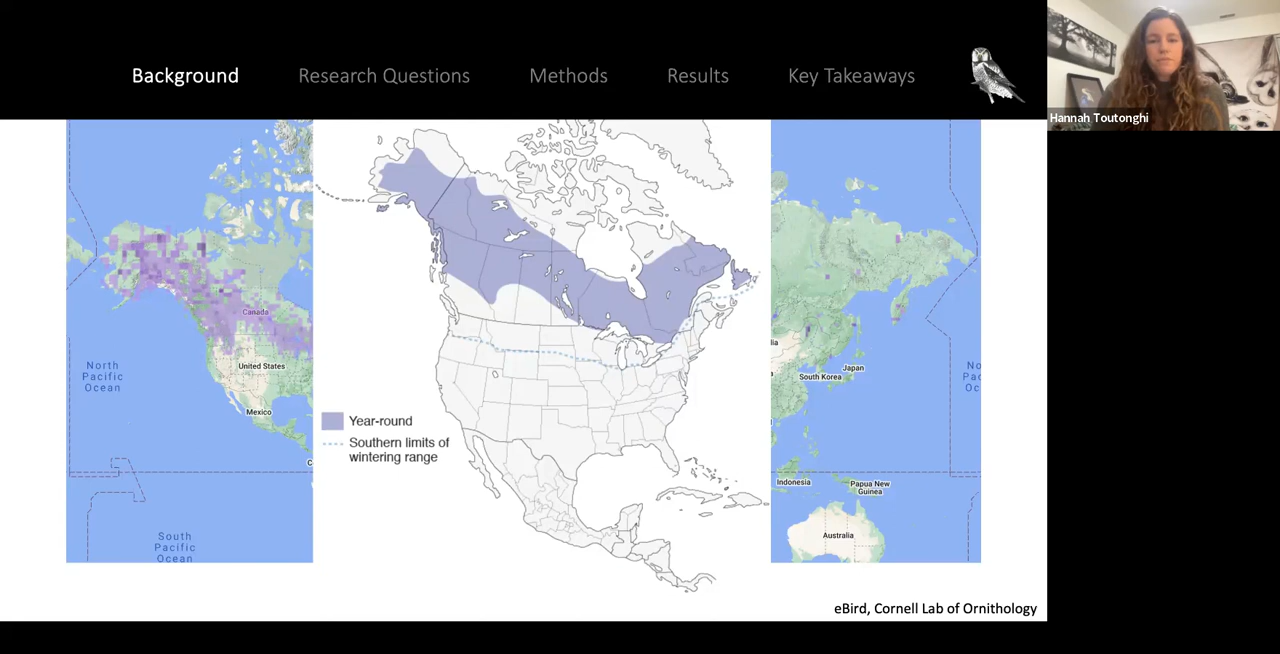 Background Research Questions Methods Results Key Takeaways
Hannah Toutonghi
Canada
United States
Mexico
North
Pacific
Ocean
South
Pacific
Ocean
Year-round
Southern limits of
wintering range
Japan
South Korea
Indonesia
Papua New
Guinea
Australia
eBird, Cornell Lab of Ornithology